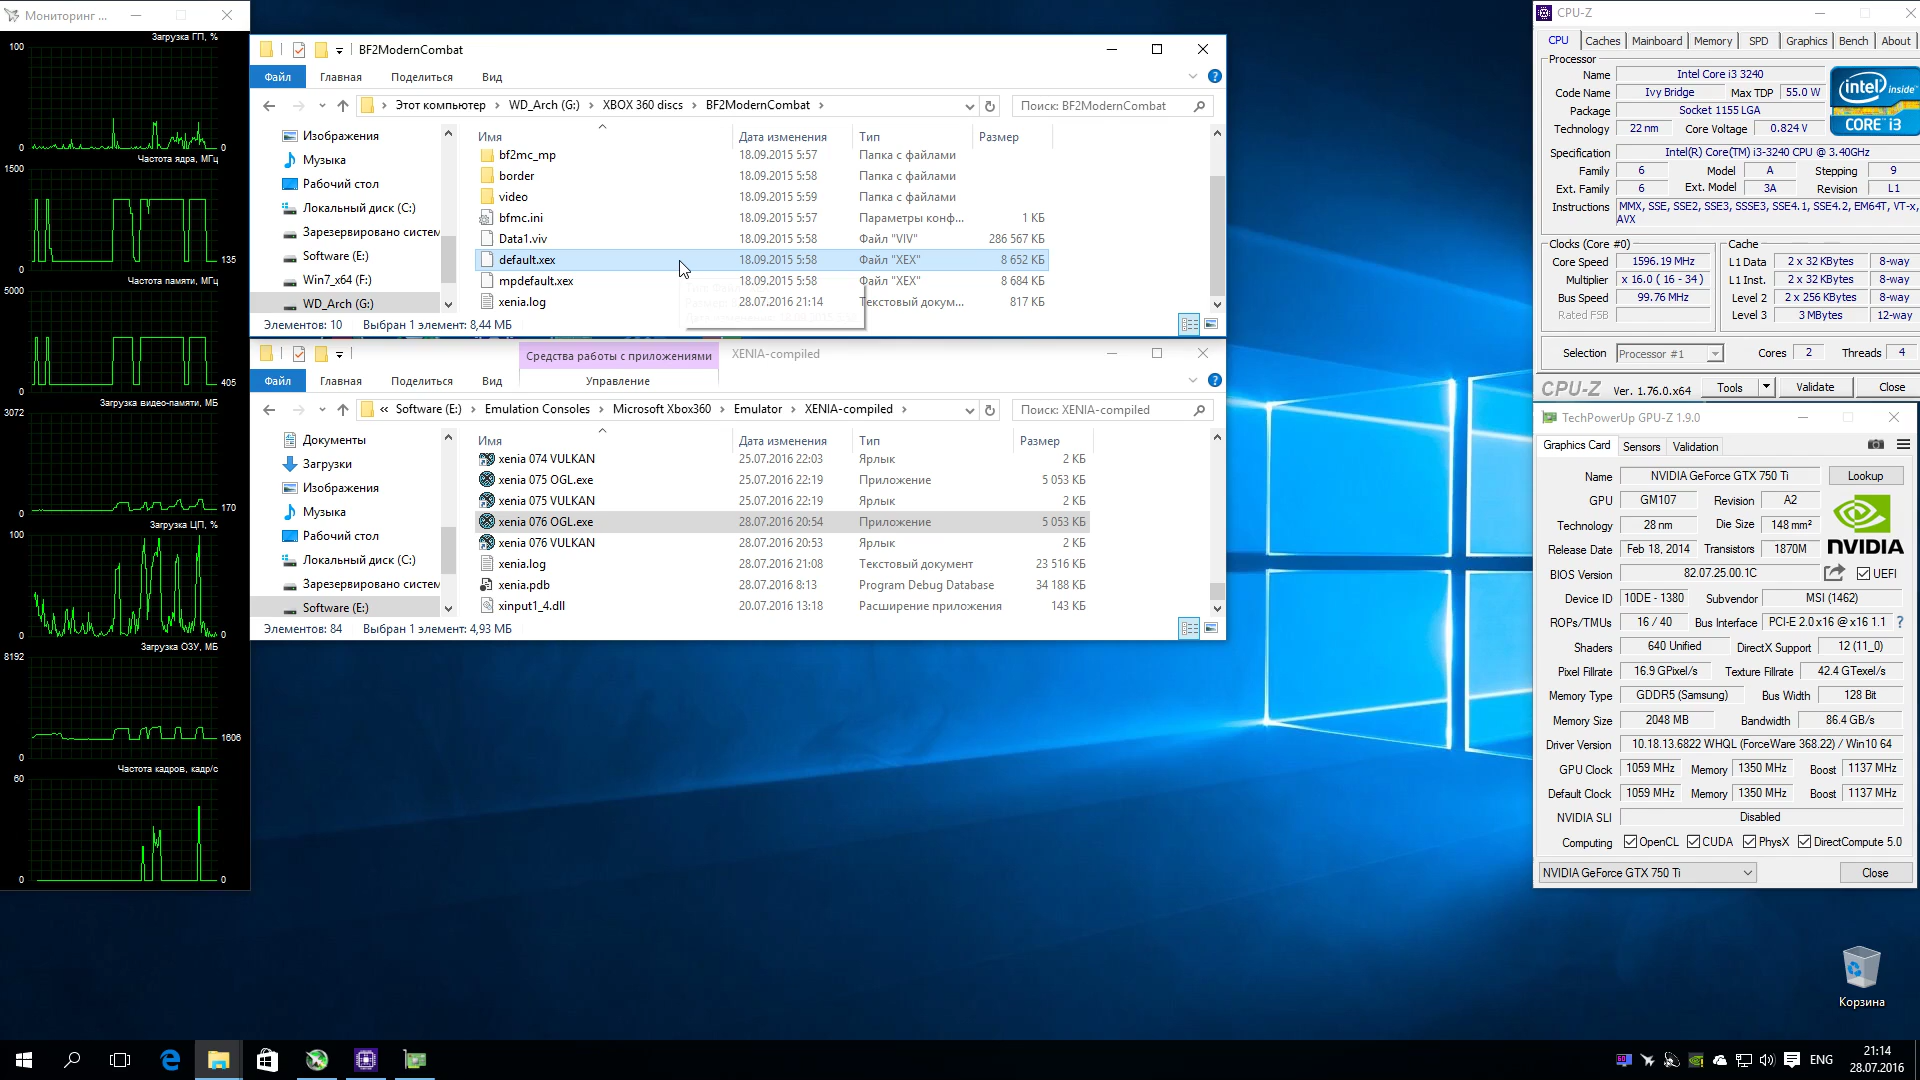 Мониторинг ...
Загрузка ГП, %
100
0
0
Частота ядра, МГц
1500
0
135
Частота памяти, МГц
5000
0
405
Загрузка видео-памяти, МБ
3072
0
170
Загрузка ЦП, %
100
0
0
Загрузка ОЗУ, МБ
8192
0
1606
Частота кадров, кадр/с
60
0
0
BF2ModernCombat
Файл Главная Поделиться Вид
Этот компьютер WD_Arch (G:) XBOX 360 discs BF2ModernCombat
Поиск: BF2ModernCombat
Изображения
Музыка
Рабочий стол
Локальный диск (C:)
Зарезервировано систем
Software (E:)
Win7_x64 (F:)
WD_Arch (G:)
Имя Дата изменения Тип Размер
bf2mc_mp 18.09.2015 5:57 Папка с файлами
border 18.09.2015 5:58 Папка с файлами
video 18.09.2015 5:59 Папка с файлами
bfmc.ini 18.09.2015 5:57 Параметры конф... 1 КБ
Data1.viv 18.09.2015 5:58 Файл "VIV" 286 567 КБ
default.xex 18.09.2015 5:58 Файл "XEX" 8 652 КБ
mpdefault.xex 18.09.2015 5:58 Файл "XEX" 8 684 КБ
xenia.log 28.07.2016 21:14 Текстовый докум... 817 КБ
Элементов: 10 Выбран 1 элемент: 8,44 МБ
Средства работы с приложениями XENIA-compiled
Файл Главная Поделиться Вид Управление
« Software (E:) Emulation Consoles Microsoft Xbox360 Emulator XENIA-compiled
Поиск: XENIA-compiled
Документы
Загрузки
Изображения
Музыка
Рабочий стол
Локальный диск (C:)
Зарезервировано систем
Software (E:)
Имя Дата изменения Тип Размер
xenia 074 VULKAN 25.07.2016 22:03 Ярлык 2 КБ
xenia 075 OGL.exe 25.07.2016 22:19 Приложение 5 053 КБ
xenia 075 VULKAN 25.07.2016 22:19 Ярлык 2 КБ
xenia 076 OGL.exe 28.07.2016 20:54 Приложение 5 053 КБ
xenia 076 VULKAN 28.07.2016 20:53 Ярлык 2 КБ
xenia.log 28.07.2016 21:08 Текстовый документ 23 516 КБ
xenia.pdb 28.07.2016 8:13 Program Debug Database 34 188 КБ
xinput1_4.dll 20.07.2016 13:18 Расширение приложения 143 КБ
Элементов: 84 Выбран 1 элемент: 4,93 МБ
CPU-Z
CPU Caches Mainboard Memory SPD Graphics Bench About
Processor
Name Intel Core i3 3240
Code Name Ivy Bridge Max TDP 55.0 W
Package Socket 1155 LGA
Technology 22 nm Core Voltage 0.824 V
intel inside
CORE i3
Specification Intel(R) Core(TM) i3-3240 CPU @ 3.40GHz
Family 6 Model A Stepping 9
Ext. Family 6 Ext. Model 3A Revision L1
Instructions MMX, SSE, SSE2, SSE3, SSSE3, SSE4.1, SSE4.2, EM64T, VT-x,
AVX
Clocks (Core #0) Cache
Core Speed 1596.19 MHz L1 Data 2 x 32 KBytes 8-way
Multiplier x 16.0 ( 16 - 34 ) L1 Inst. 2 x 32 KBytes 8-way
Bus Speed 99.76 MHz Level 2 2 x 256 KBytes 8-way
Rated FSB Level 3 3 MBytes 12-way
Selection Processor #1 Cores 2 Threads 4
CPU-Z Ver. 1.76.0.x64 Tools Validate Close
TechPowerUp GPU-Z 1.9.0
Graphics Card Sensors Validation
Name NVIDIA GeForce GTX 750 Ti Lookup
GPU GM107 Revision A2
Technology 28 nm Die Size 148 mm²
Release Date Feb 18, 2014 Transistors 1870M
NVIDIA
BIOS Version 82.07.25.00.1C UEFI
Device ID 10DE - 1380 Subvendor MSI (1462)
ROPs/TMUs 16 / 40 Bus Interface PCI-E 2.0 x16 @ x16 1.1 ?
Shaders 640 Unified DirectX Support 12 (11_0)
Pixel Fillrate 16.9 GPixel/s Texture Fillrate 42.4 GTexel/s
Memory Type GDDR5 (Samsung) Bus Width 128 Bit
Memory Size 2048 MB Bandwidth 86.4 GB/s
Driver Version 10.18.13.6822 WHQL (ForceWare 368.22) / Win10 64
GPU Clock 1059 MHz Memory 1350 MHz Boost 1137 MHz
Default Clock 1059 MHz Memory 1350 MHz Boost 1137 MHz
NVIDIA SLI Disabled
Computing OpenCL CUDA PhysX DirectCompute 5.0
NVIDIA GeForce GTX 750 Ti Close
Корзина
ENG
21:14
28.07.2016